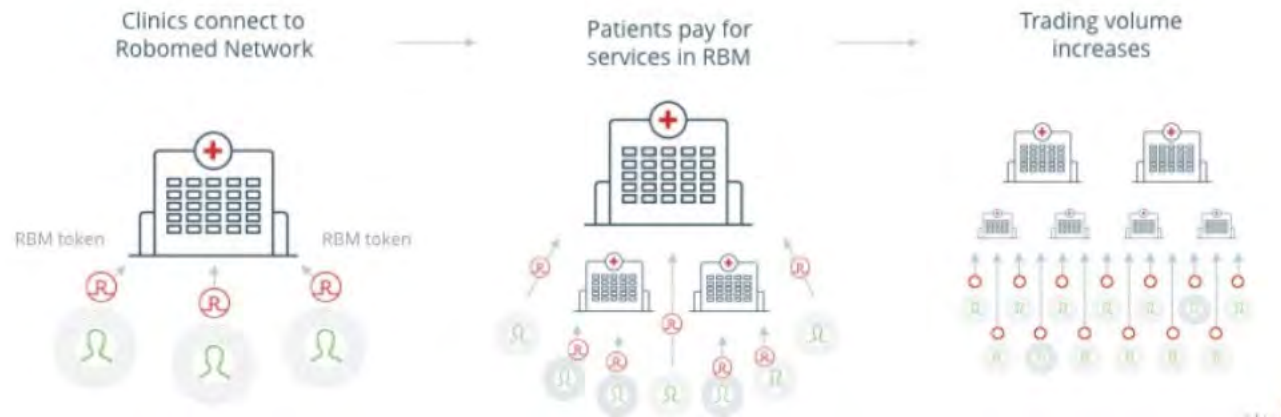 Clinics connect to
Robomed Network
Patients pay for
services in RBM
Trading volume
increases
RBM token
RBM token
R
R
R
R
R
R
R
R
R
R